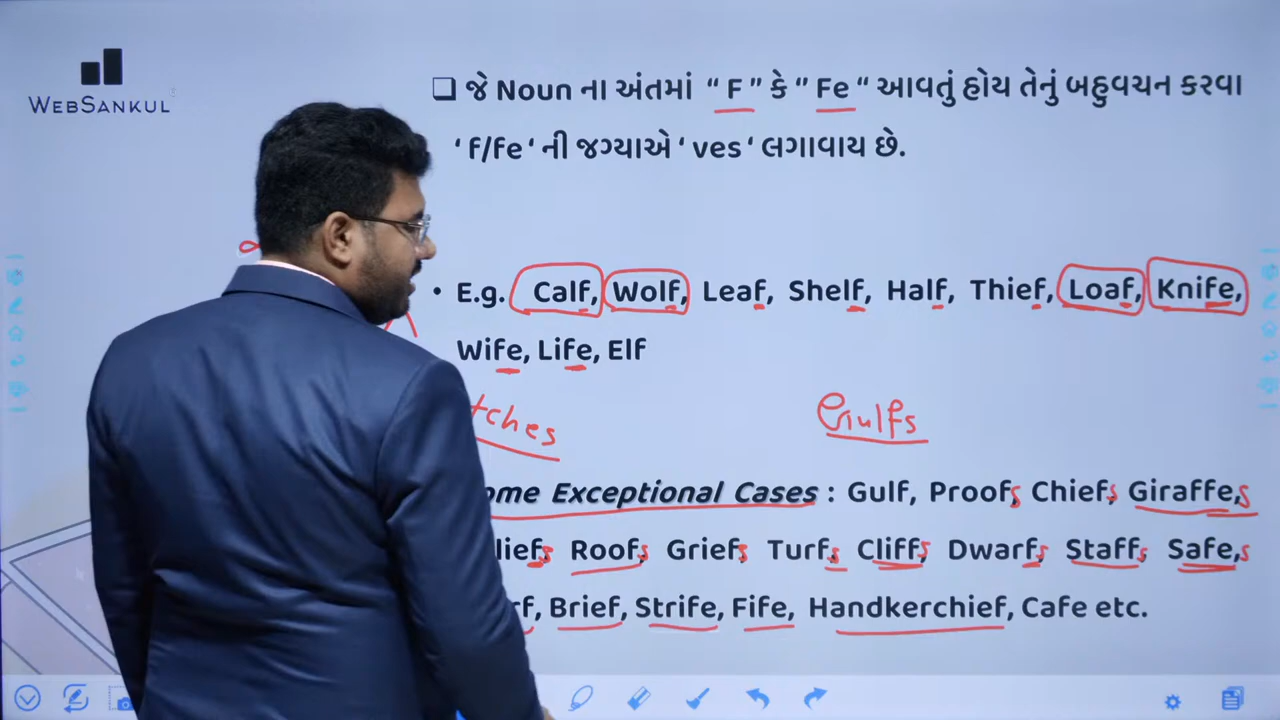 WEBSANKUL
❑ જે Noun ના અંતમાં “ F ” કે ” Fe “ આવતું હોય તેનું બહુવચન કરવા
‘ f/fe ‘ ની જગ્યાએ ‘ ves ‘ લગાવાય છે.
• E.g. Calf, Wolf, Leaf, Shelf, Half, Thief, Loaf, Knife,
Wife, Life, Elf
tches Gulfs
ome Exceptional Cases : Gulf, Proofs, Chiefs, Giraffe,s
liefs, Roofs, Griefs, Turfs, Cliffs, Dwarfs, Staffs, Safe,s
rf, Brief, Strife, Fife, Handkerchief, Cafe etc.